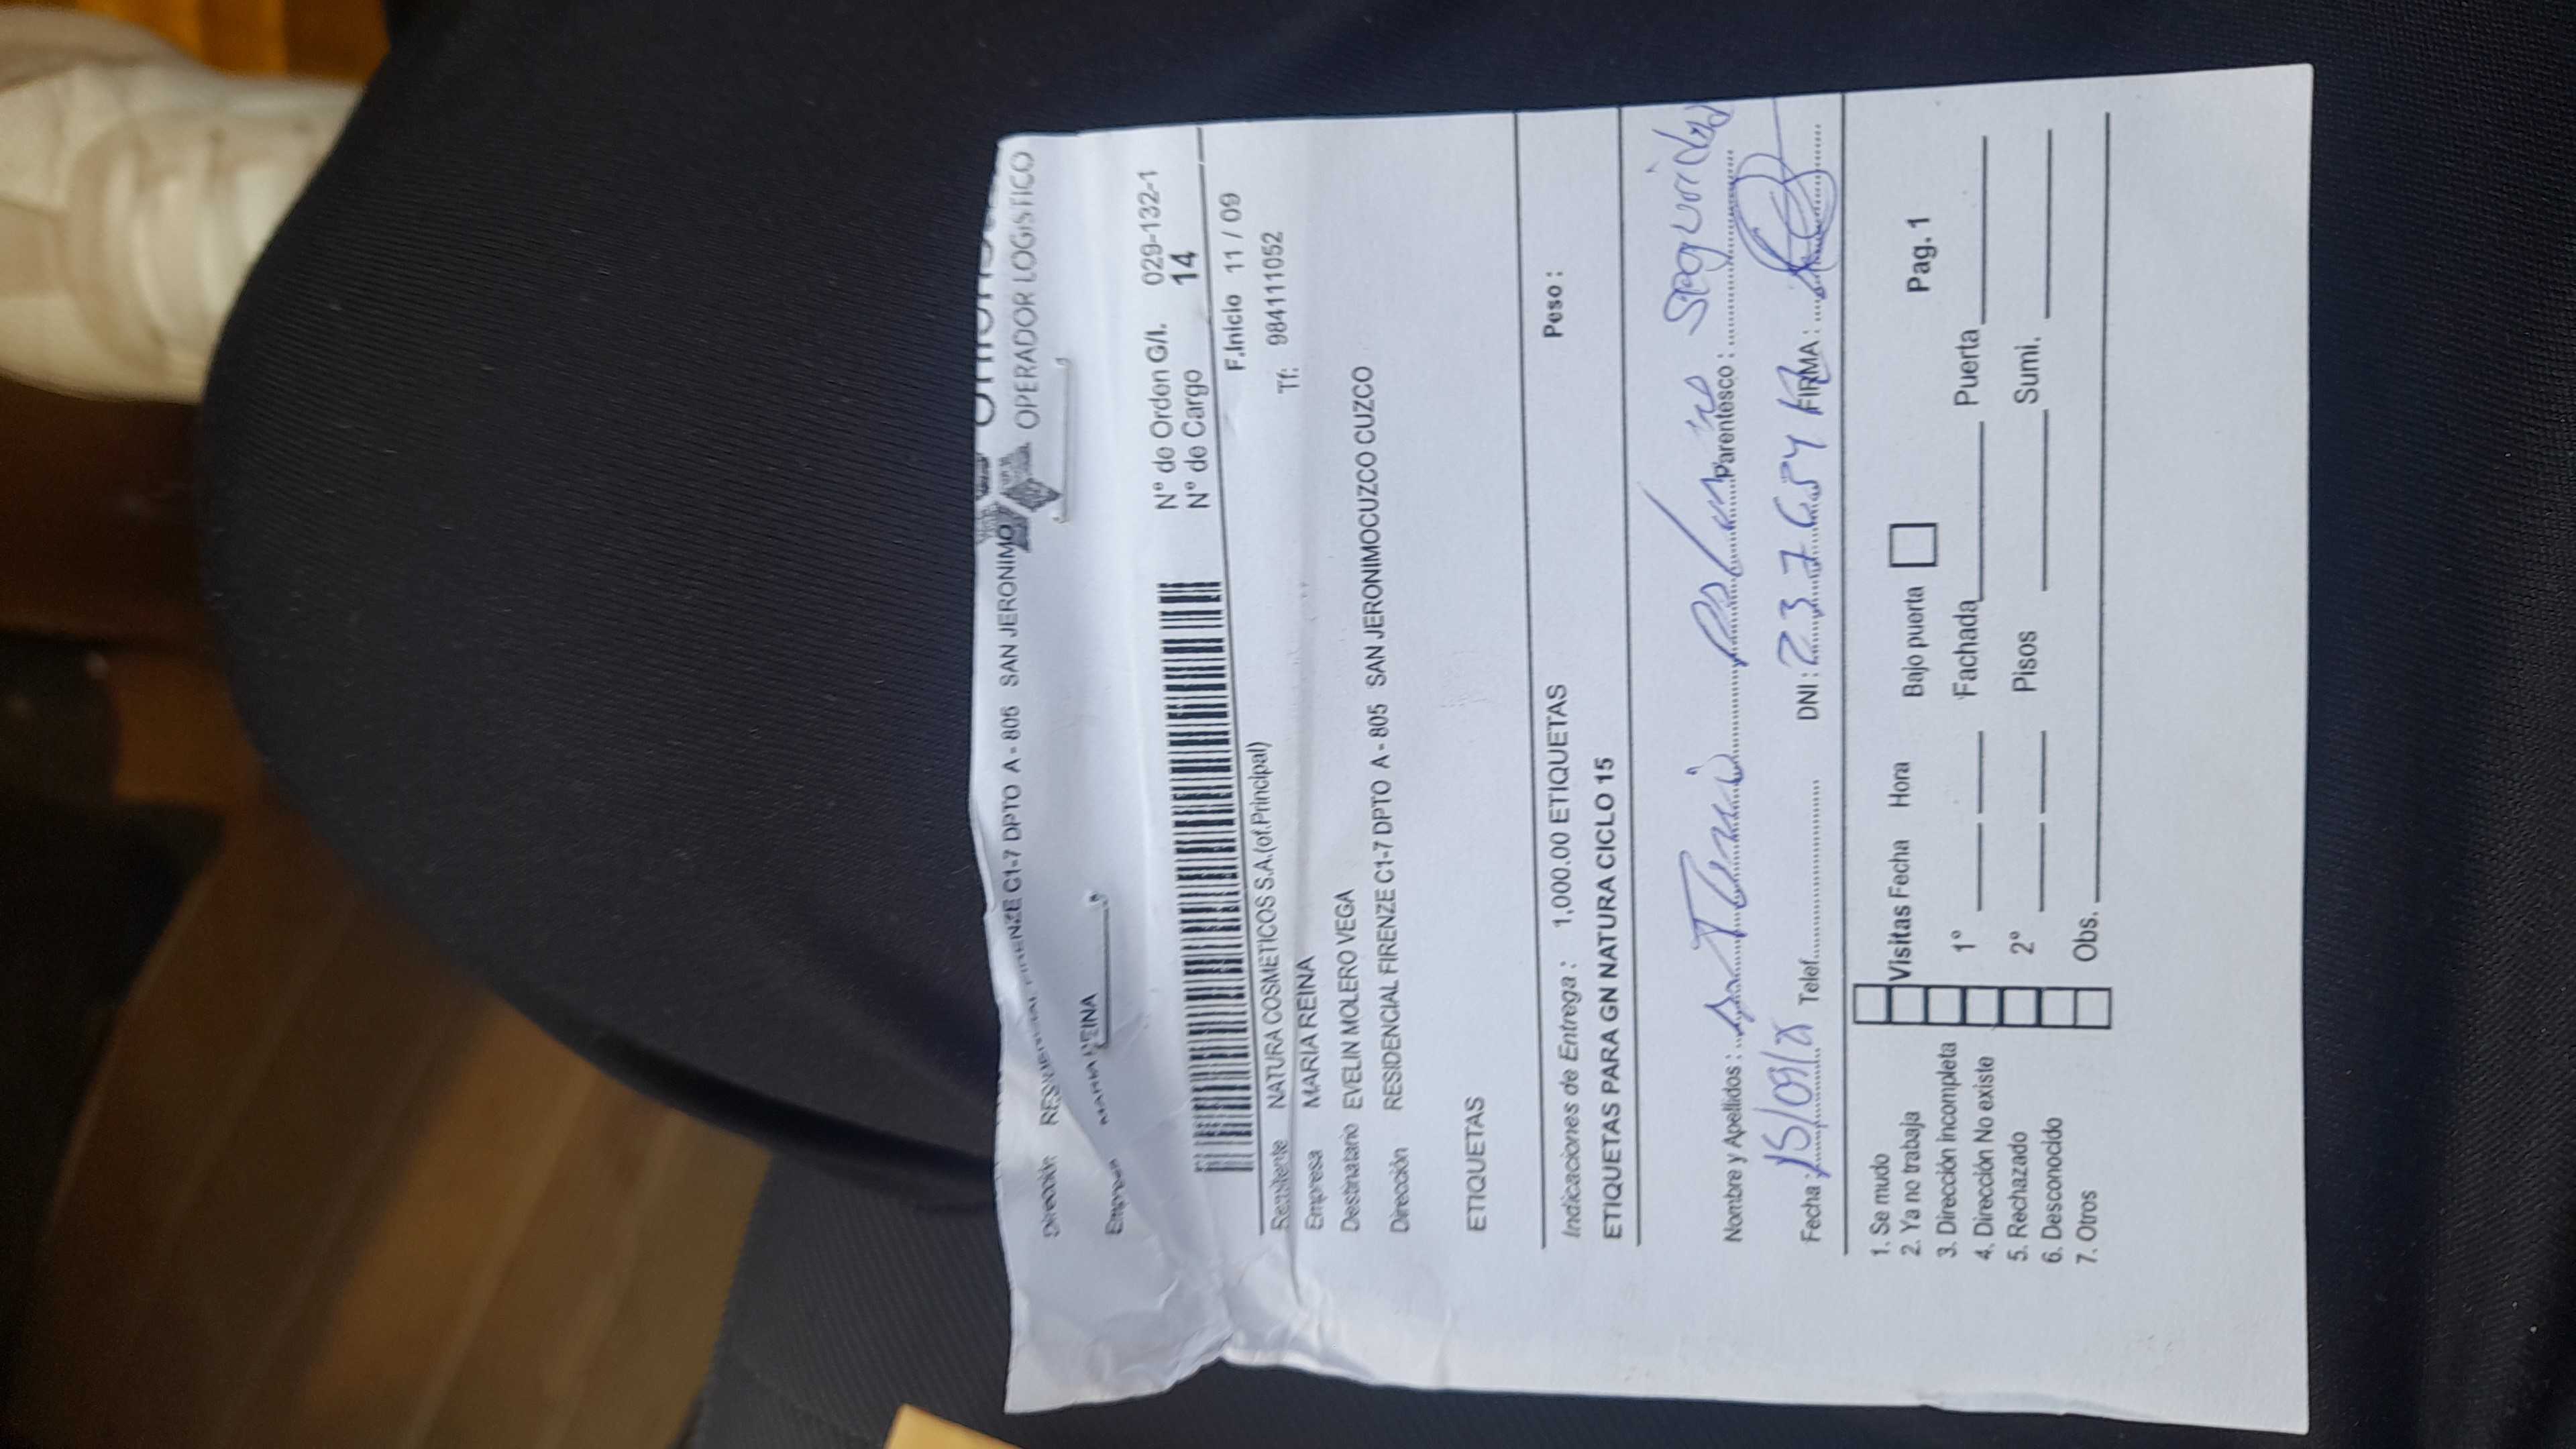 OPERADOR LOGISTICO
Dirección RESIDENCIAL FIRENZE C1-7 DPTO A - 805 SAN JERONIMO
Empresa MARIA REINA
Nº de Orden G/I. 029-132-1
Nº de Cargo 14
F.Inicio 11 / 09
Remitente NATURA COSMETICOS S.A.(of.Principal)
Tf: 984111052
Empresa MARIA REINA
Destinatario EVELIN MOLERO VEGA
Dirección RESIDENCIAL FIRENZE C1-7 DPTO A - 805 SAN JERONIMOCUZCO CUZCO
ETIQUETAS
Indicaciones de Entrega : 1,000.00 ETIQUETAS Peso :
ETIQUETAS PARA GN NATURA CICLO 15
Nombre y Apellidos : Parentesco : seguridad
Fecha : 15/09/ Telef. DNI : FIRMA :
1. Se mudo
2. Ya no trabaja Visitas Fecha Hora Bajo puerta Pag. 1
3. Dirección incompleta 1º Fachada Puerta
4. Dirección No existe
5. Rechazado 2º Pisos Sumi.
6. Desconocido
7. Otros Obs.